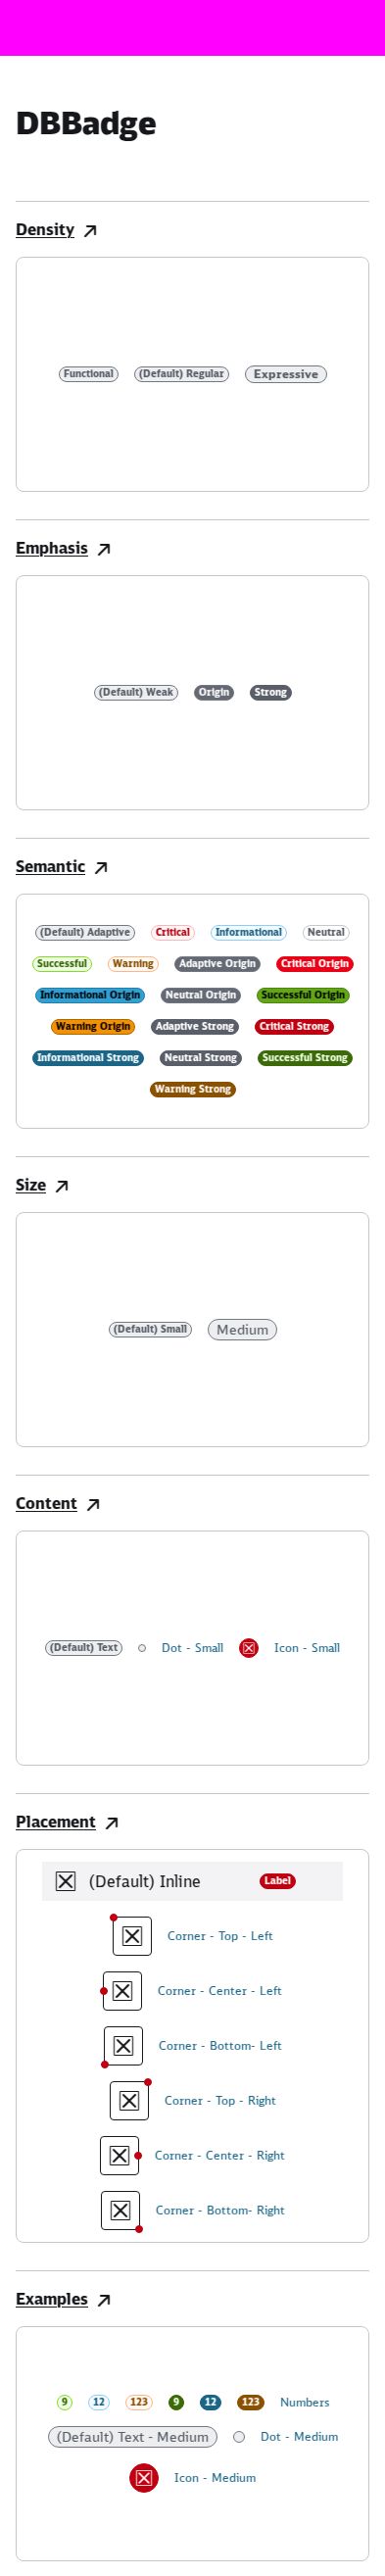 DBBadge
Density
Functional (Default) Regular Expressive
Emphasis
(Default) Weak Origin Strong
Semantic
(Default) Adaptive Critical Informational Neutral
Successful Warning Adaptive Origin Critical Origin
Informational Origin Neutral Origin Successful Origin
Warning Origin Adaptive Strong Critical Strong
Informational Strong Neutral Strong Successful Strong
Warning Strong
Size
(Default) Small Medium
Content
(Default) Text Dot - Small Icon - Small
Placement
(Default) Inline Label
Corner - Top - Left
Corner - Center - Left
Corner - Bottom- Left
Corner - Top - Right
Corner - Center - Right
Corner - Bottom- Right
Examples
9 12 123 9 12 123 Numbers
(Default) Text - Medium Dot - Medium
Icon - Medium